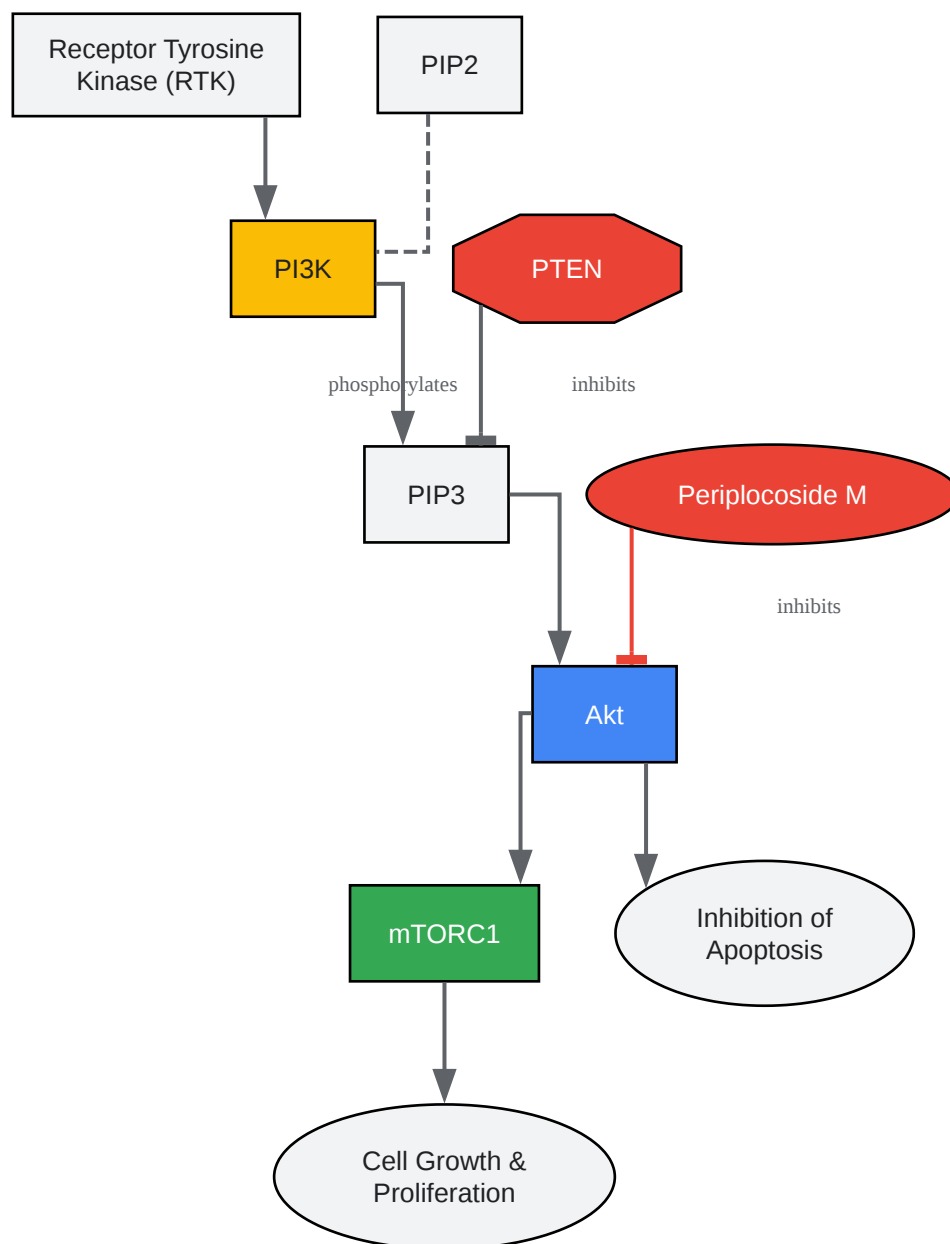 Receptor Tyrosine
Kinase (RTK)
PIP2
PI3K
PTEN
phosphorylates
inhibits
PIP3
Periplocoside M
inhibits
Akt
mTORC1
Inhibition of
Apoptosis
Cell Growth &
Proliferation